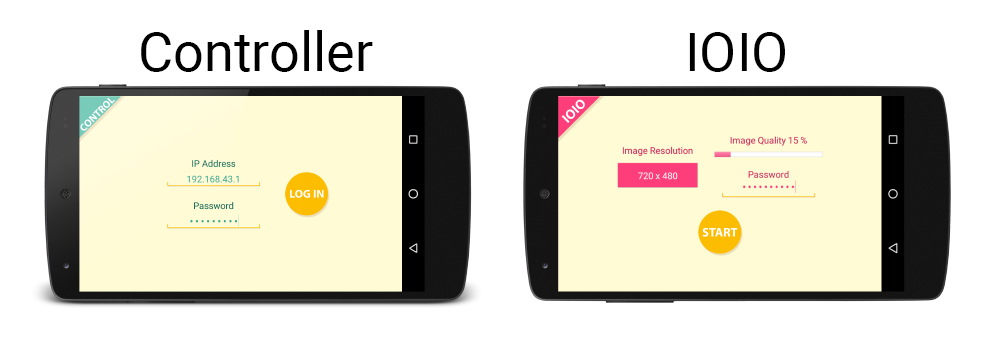 Controller
IOIO
CONTROL
IP Address
192.168.43.1
Password
LOG IN
IOIO
Image Resolution
720 x 480
Image Quality 15 %
Password
START